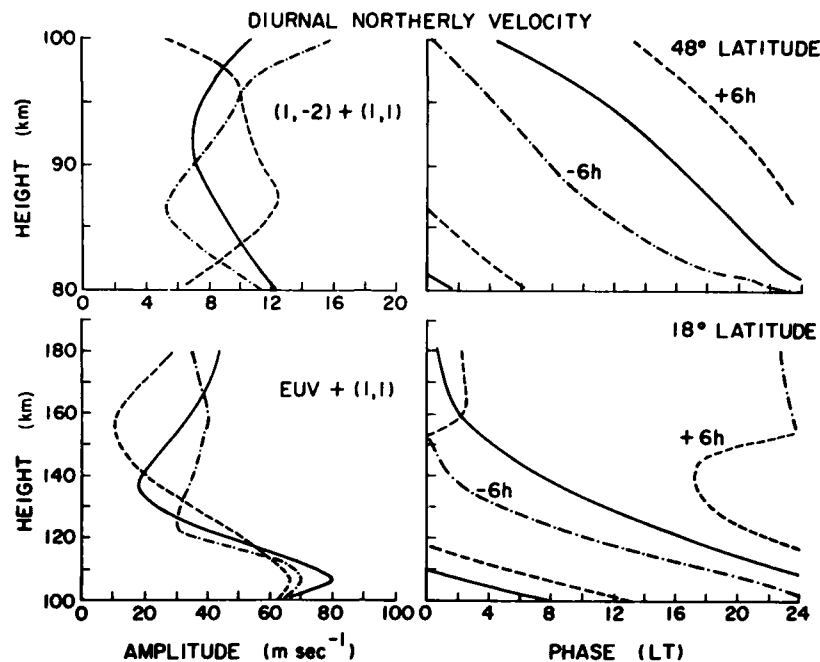 DIURNAL NORTHERLY VELOCITY
100
90
80
HEIGHT (km)
0 4 8 12 16 20
(1,-2) + (1,1)
48° LATITUDE
+6h
-6h
180
160
140
120
100
HEIGHT (km)
0 20 40 60 80 100
AMPLITUDE (m sec⁻¹)
EUV + (1,1)
18° LATITUDE
+6h
-6h
0 4 8 12 16 20 24
PHASE (LT)